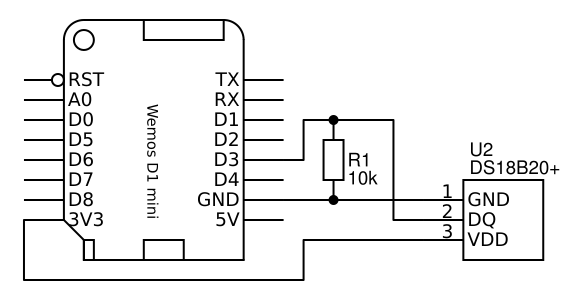 RST
A0
D0
D5
D6
D7
D8
3V3
Wemos D1 mini
TX
RX
D1
D2
D3
D4
GND
5V
R1
10k
U2
DS18B20+
1 GND
2 DQ
3 VDD